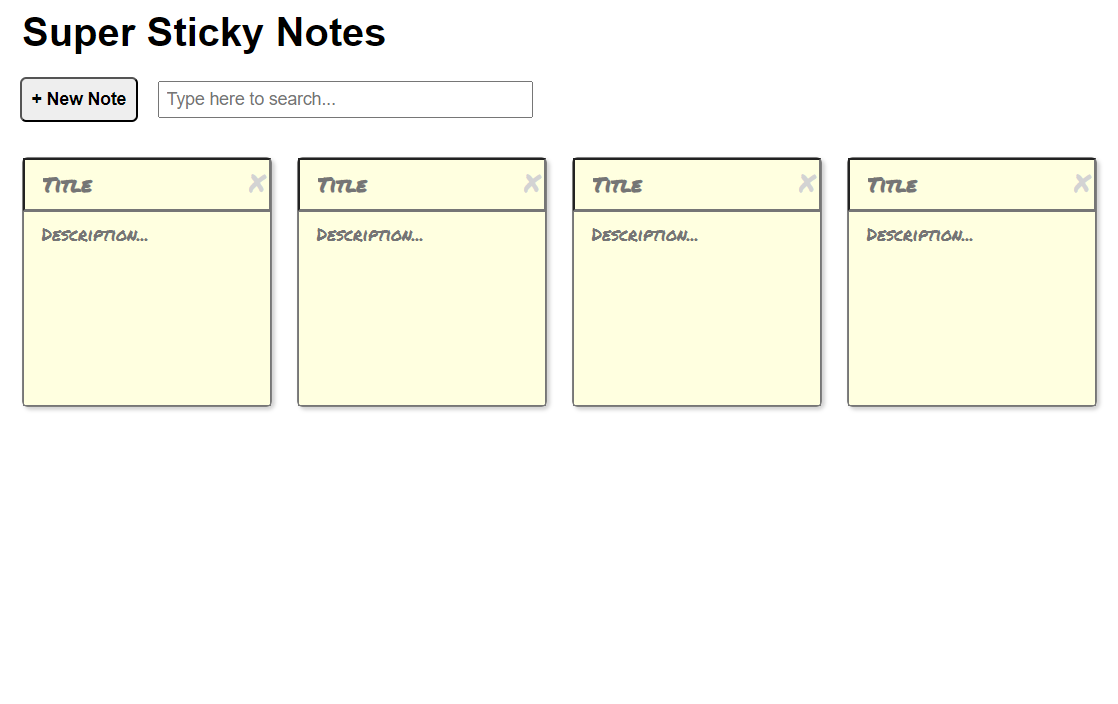 Super Sticky Notes
+ New Note Type here to search...
Title ✘ Title ✘ Title ✘ Title ✘
Description... Description... Description... Description...